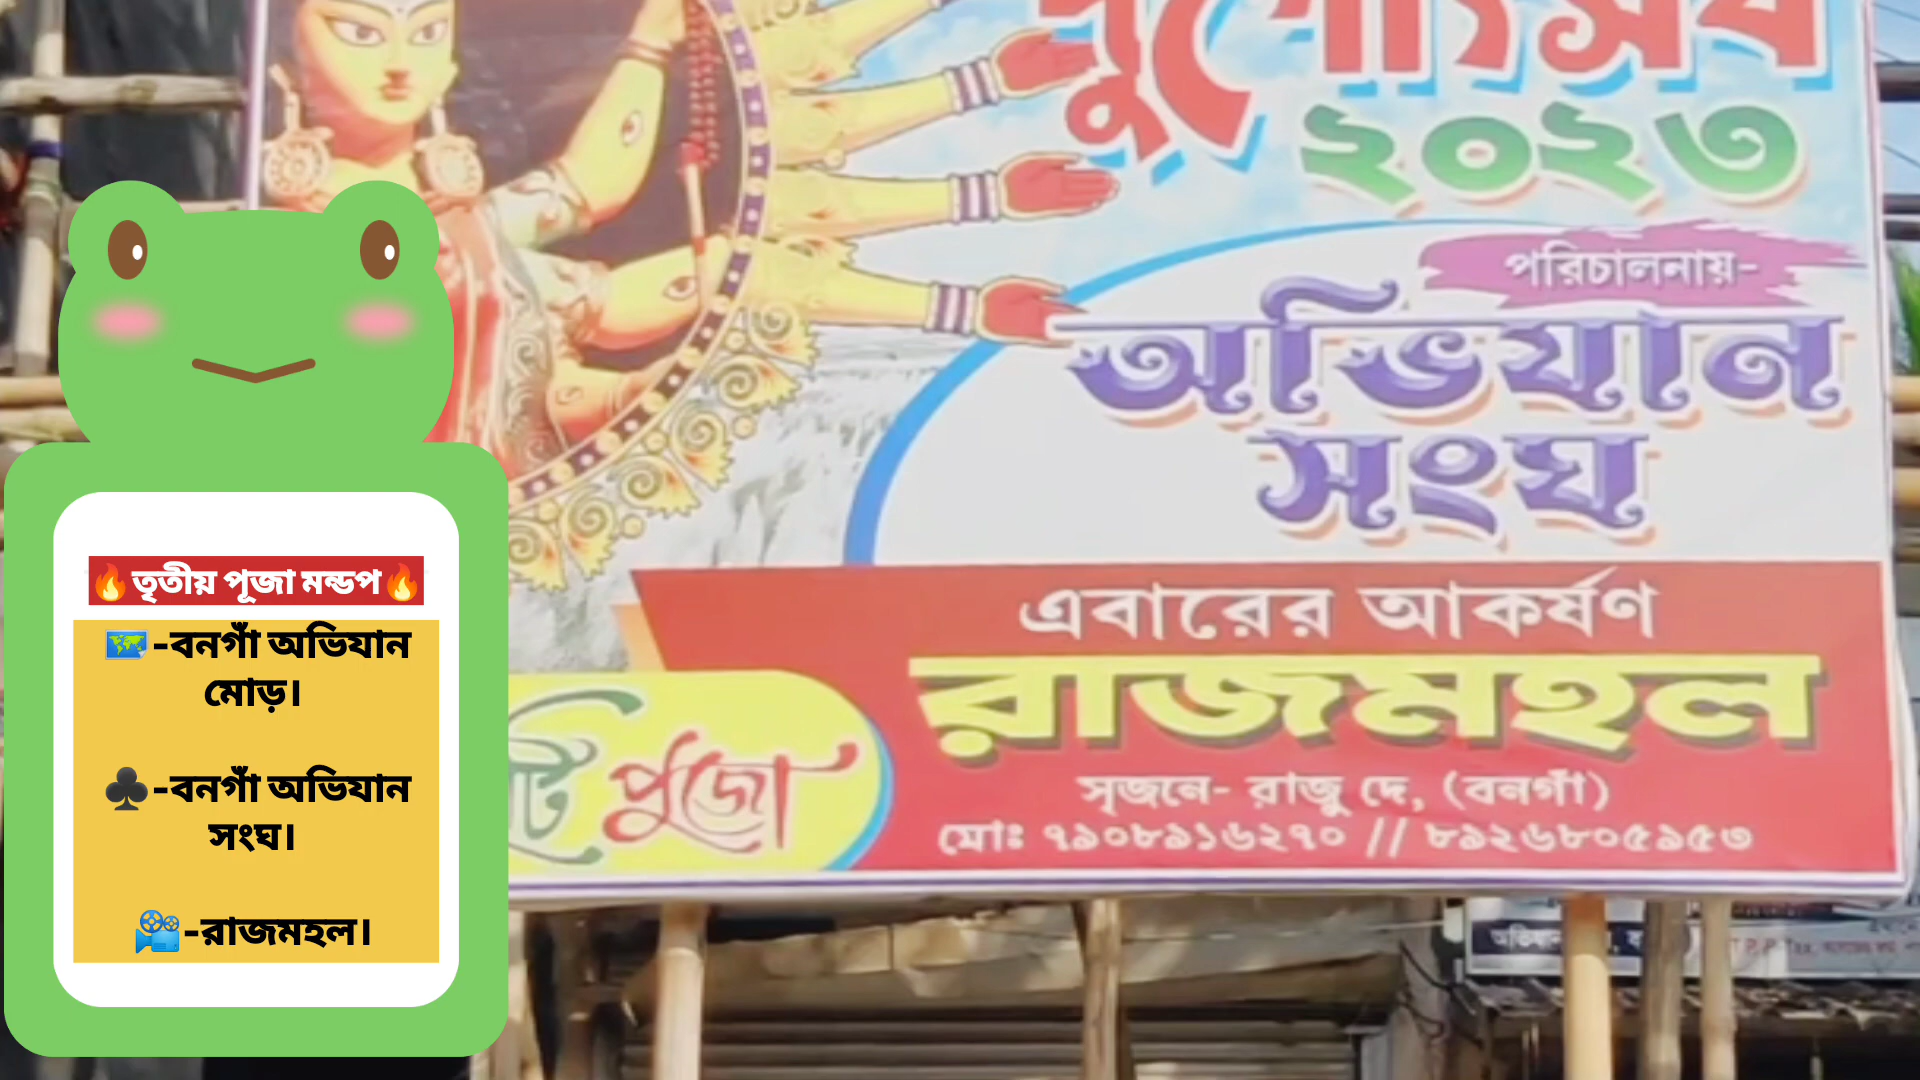 দুর্গোৎসব
২০২৩
পরিচালনায়-
অভিযান
সংঘ
এবারের আকর্ষণ
রাজমহল
সৃজনে- রাজু দে, (বনগাঁ)
মোঃ ৭৯০৮৯১৬২৭০ // ৮৯২৬৮০৫৯৫৩
টি পুজো
🔥তৃতীয় পূজা মন্ডপ🔥
🗺️-বনগাঁ অভিযান
মোড়।
♣️-বনগাঁ অভিযান
সংঘ।
📽️-রাজমহল।